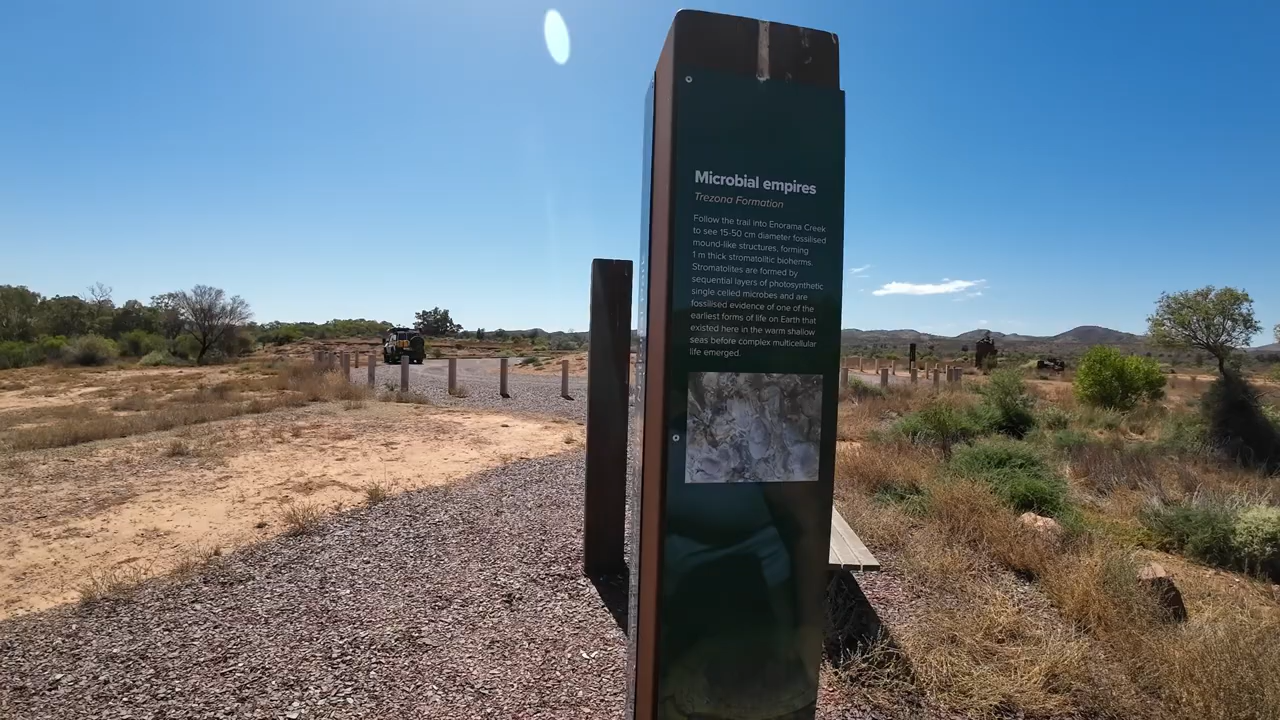 Microbial empires
Trezona Formation
Follow the trail into Enorama Creek
to see 15-50 cm diameter fossilised
mound-like structures, forming
1 m thick stromatolitic bioherms.
Stromatolites are formed by
sequential layers of photosynthetic
single celled microbes and are
fossilised evidence of one of the
earliest forms of life on Earth that
existed here in the warm shallow
seas before complex multicellular
life emerged.